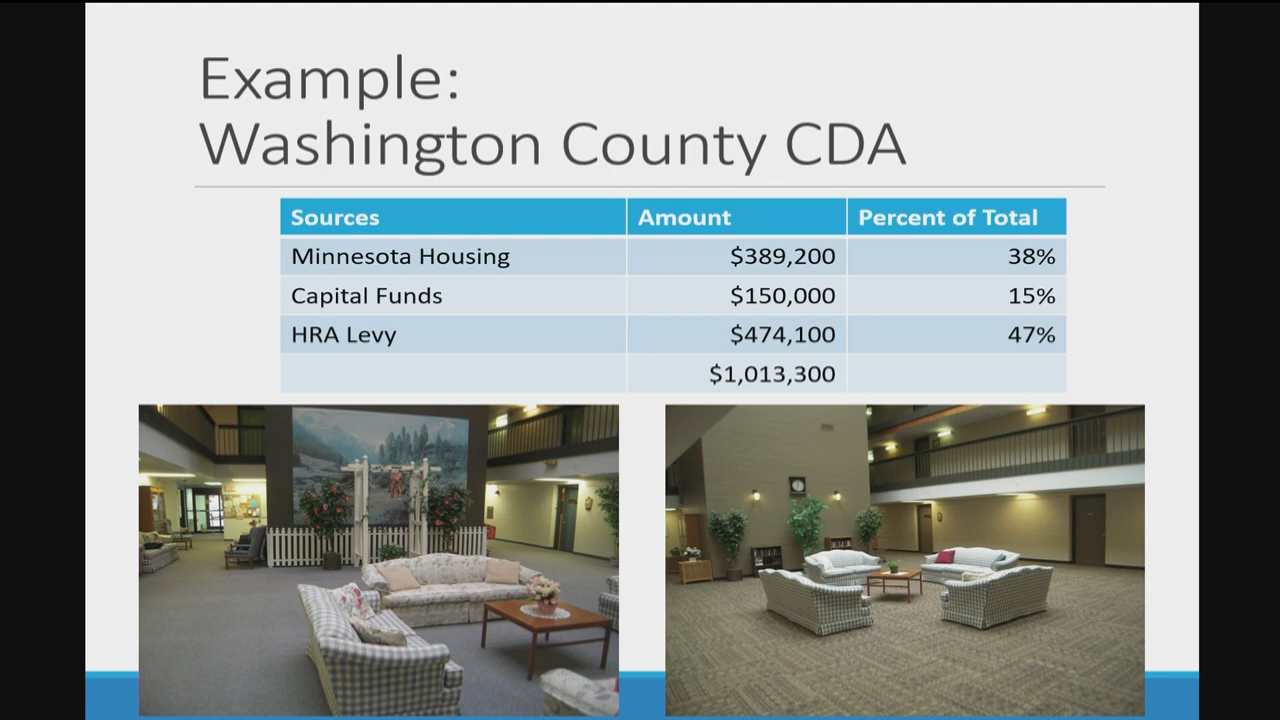 Example:
Washington County CDA
Sources Amount Percent of Total
Minnesota Housing $389,200 38%
Capital Funds $150,000 15%
HRA Levy $474,100 47%
$1,013,300